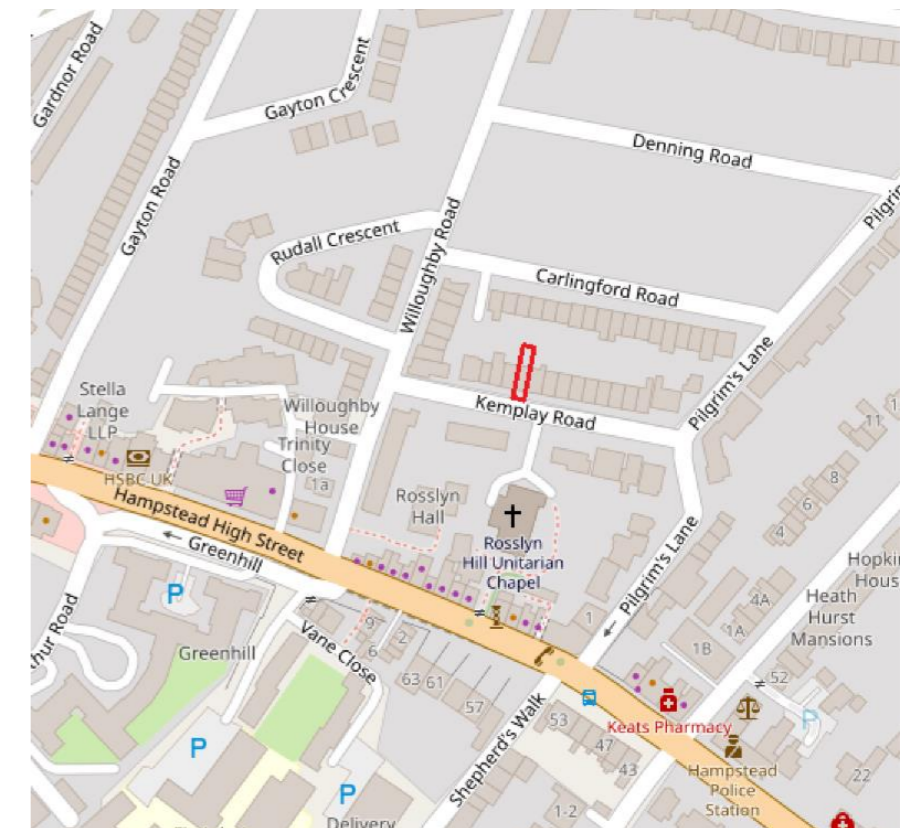 Gardnor Road
Gayton Crescent
Denning Road
Gayton Road
Rudall Crescent
Willoughby Road
Carlingford Road
Pilgrim's Lane
Kemplay Road
Stella
Lange
LLP
Willoughby
House
Trinity
Close
1a
HSBC UK
Hampstead High Street
Greenhill
Rosslyn
Hall
Rosslyn
Hill Unitarian
Chapel
Pilgrim's Lane
11
8
6
4
Hopkin
Hous
Heath
Hurst
Mansions
4A
1A
1B
1
P
Greenhill
Vane Close
9
6
2
63
61
57
Shepherd's Walk
53
47
43
52
P
Keats Pharmacy
Hampstead
Police
Station
22
1-2
P
P
Delivery